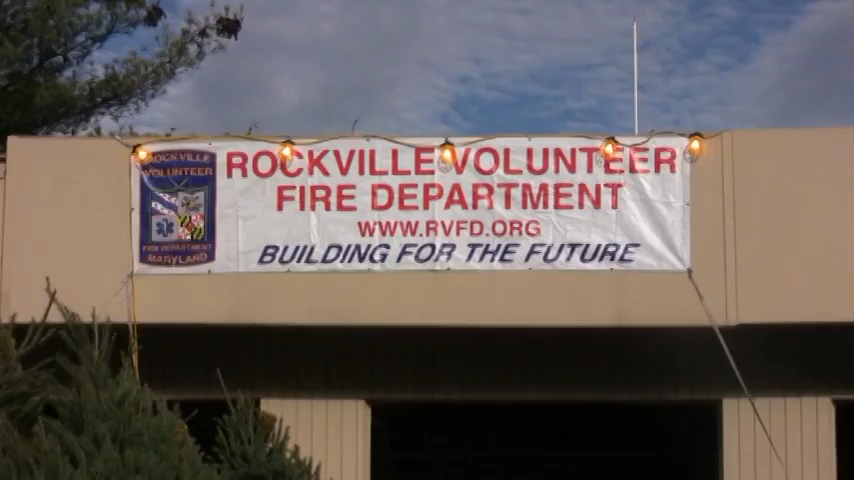 ROCKVILLE VOLUNTEER
FIRE DEPARTMENT
WWW.RVFD.ORG
BUILDING FOR THE FUTURE
ROCKVILLE
VOLUNTEER
FIRE DEPARTMENT
MARYLAND